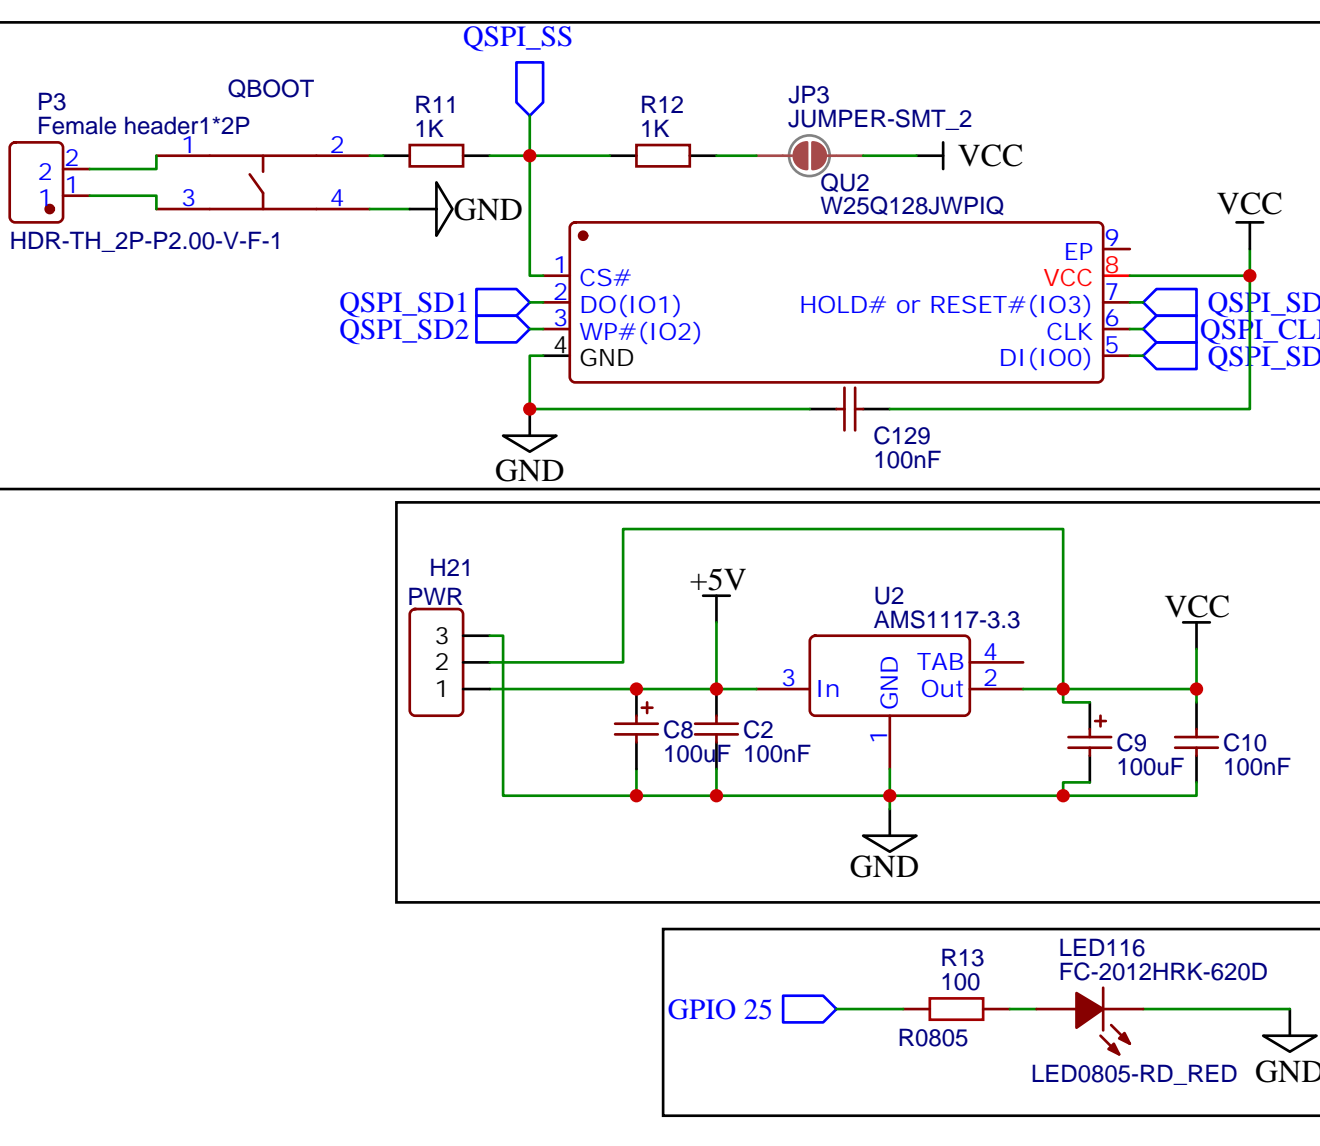 QSPI_SS
P3
Female header1*2P
QBOOT
R11
1K
R12
1K
JP3
JUMPER-SMT_2
VCC
2
2
1
1
1
2
3
4
GND
HDR-TH_2P-P2.00-V-F-1
QU2
W25Q128JWPIQ
VCC
1
CS#
QSPI_SD1
2
DO(IO1)
QSPI_SD2
3
WP#(IO2)
4
GND
EP
9
VCC
8
HOLD# or RESET#(IO3)
7
QSPI_SD
CLK
6
QSPI_CL
DI(IO0)
5
QSPI_SD
C129
100nF
GND
H21
PWR
3
2
1
+5V
U2
AMS1117-3.3
VCC
3
In
GND
1
TAB
4
Out
2
C8
100uF
C2
100nF
C9
100uF
C10
100nF
GND
R13
100
LED116
FC-2012HRK-620D
GPIO 25
R0805
LED0805-RD_RED
GND